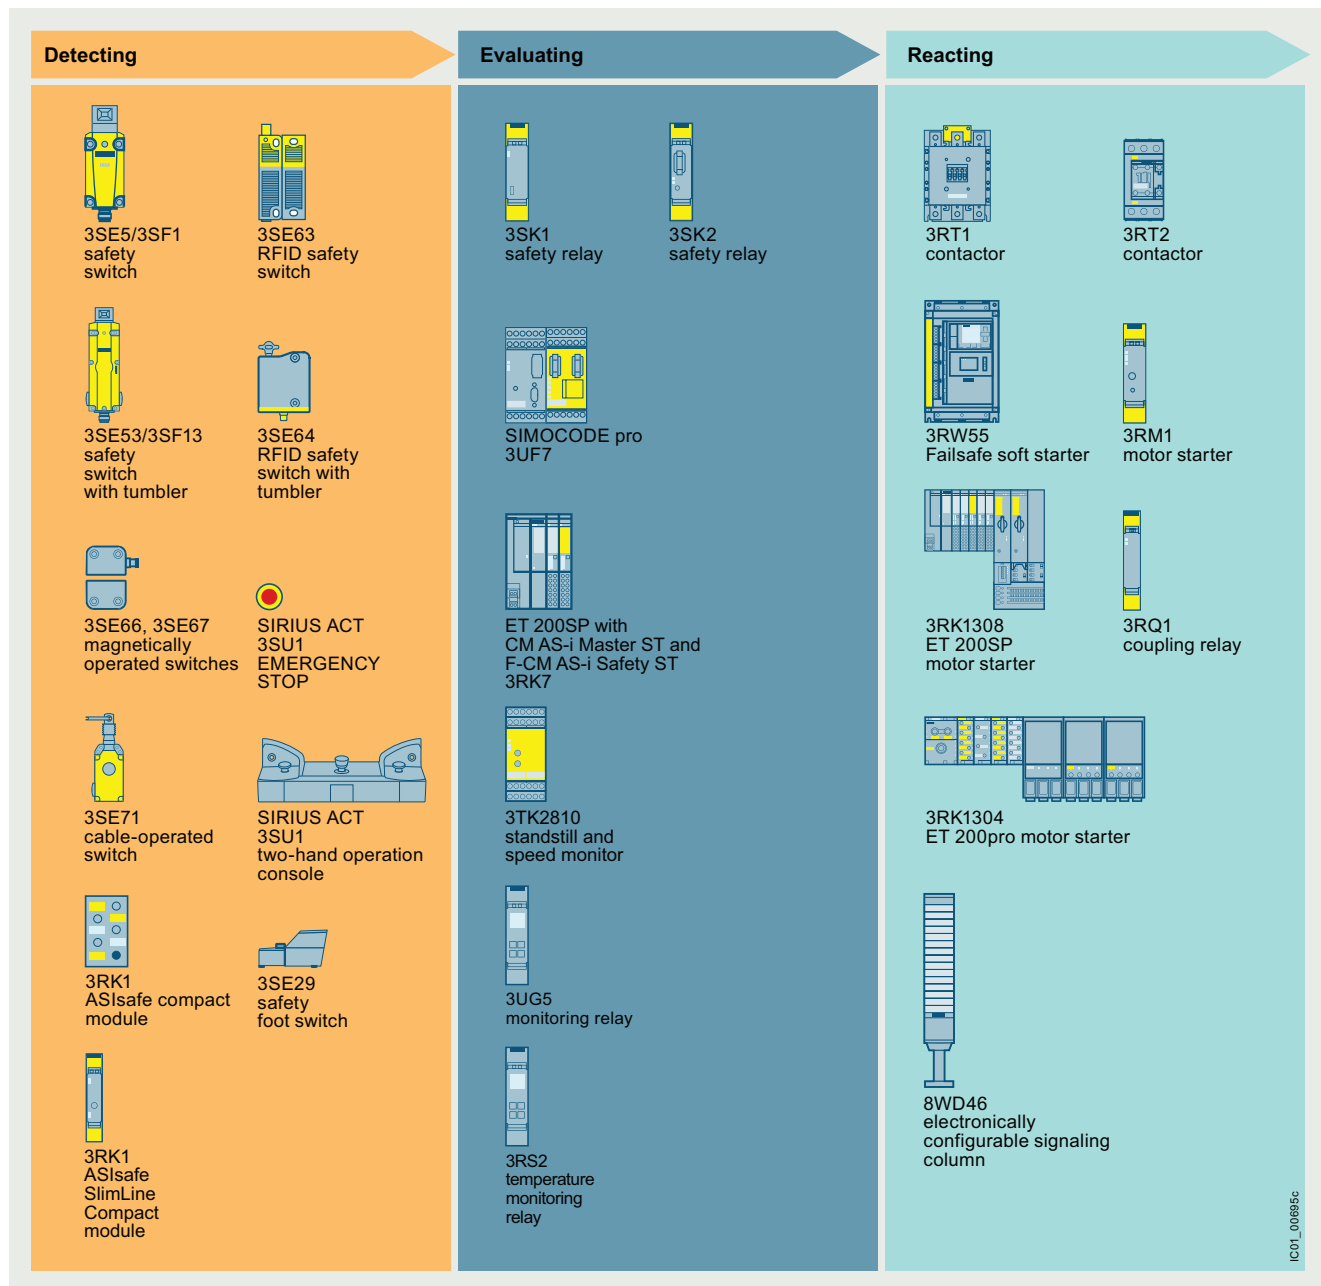 Detecting
3SE5/3SF1
safety
switch
3SE63
RFID safety
switch
3SE53/3SF13
safety
switch
with tumbler
3SE64
RFID safety
switch with
tumbler
3SE66, 3SE67
magnetically
operated switches
SIRIUS ACT
3SU1
EMERGENCY
STOP
3SE71
cable-operated
switch
SIRIUS ACT
3SU1
two-hand operation
console
3RK1
ASIsafe compact
module
3SE29
safety
foot switch
3RK1
ASIsafe
SlimLine
Compact
module
Evaluating
3SK1
safety relay
3SK2
safety relay
SIMOCODE pro
3UF7
ET 200SP with
CM AS-i Master ST and
F-CM AS-i Safety ST
3RK7
3TK2810
standstill and
speed monitor
3UG5
monitoring relay
3RS2
temperature
monitoring
relay
Reacting
3RT1
contactor
3RT2
contactor
3RW55
Failsafe soft starter
3RM1
motor starter
3RK1308
ET 200SP
motor starter
3RQ1
coupling relay
3RK1304
ET 200pro motor starter
8WD46
electronically
configurable signaling
column
IC01_00695c